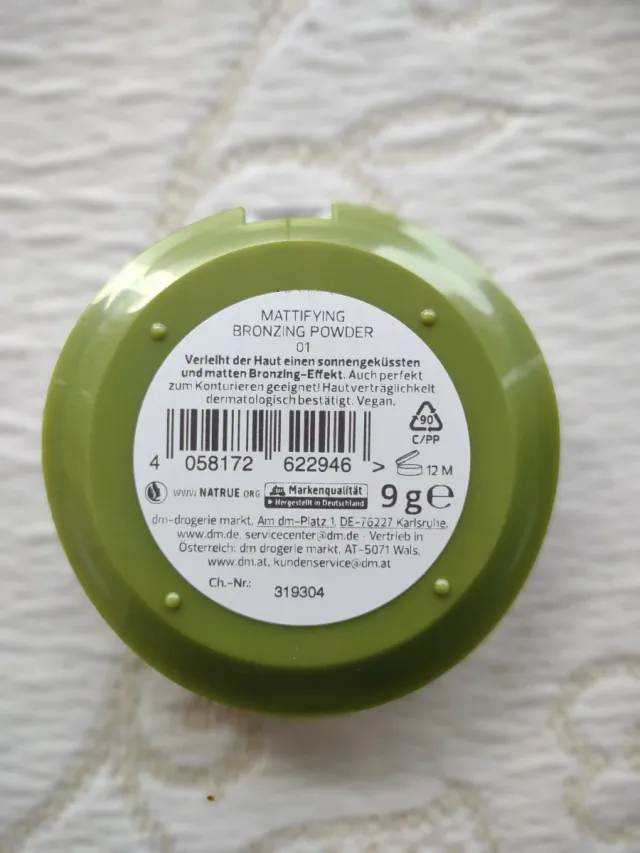 MATTIFYING
BRONZING POWDER
01
Verleiht der Haut einen sonnengeküssten
und matten Bronzing-Effekt. Auch perfekt
zum Konturieren geeignet! Hautverträglichkeit
dermatologisch bestätigt. Vegan.
90
C/PP
4 058172 622946 >
12 M
WWW.NATRUE.ORG
dm Markenqualität
Hergestellt in Deutschland
9 g e
dm-drogerie markt, Am dm-Platz 1, DE-76227 Karlsruhe,
www.dm.de, servicecenter@dm.de - Vertrieb in
Österreich: dm drogerie markt, AT-5071 Wals,
www.dm.at, kundenservice@dm.at
Ch.-Nr.: 319304